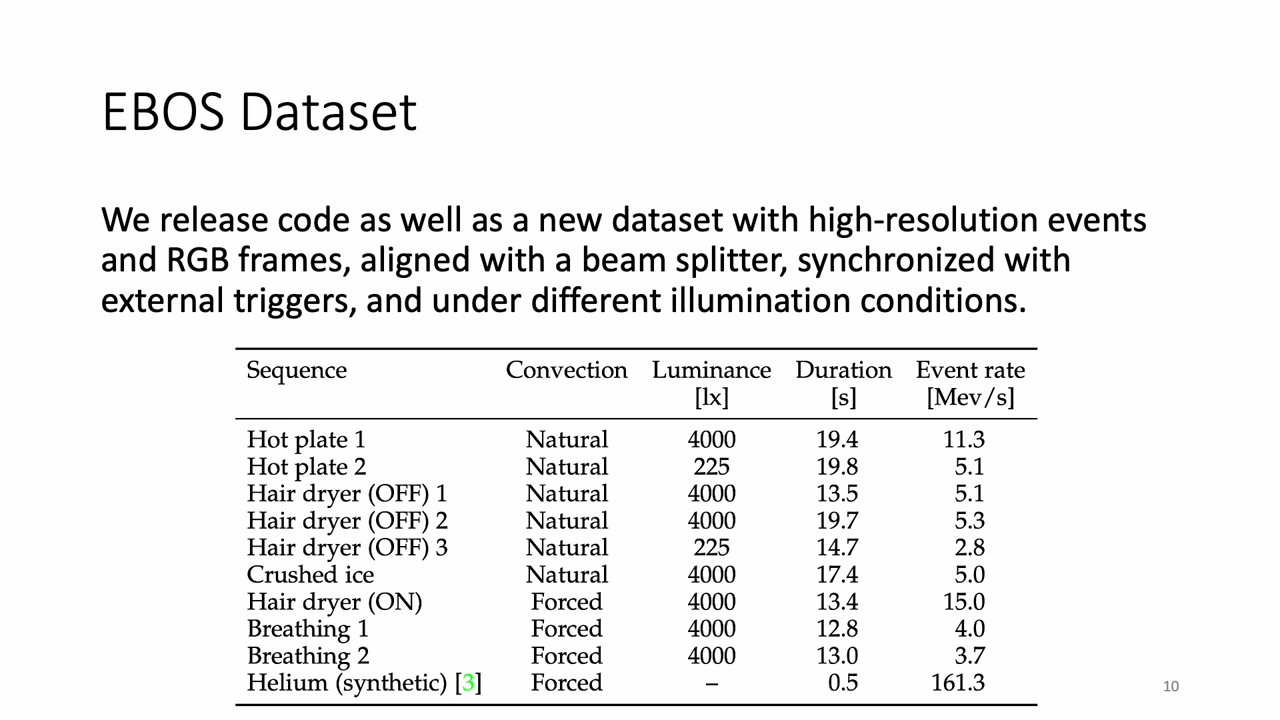 EBOS Dataset
We release code as well as a new dataset with high-resolution events
and RGB frames, aligned with a beam splitter, synchronized with
external triggers, and under different illumination conditions.
Sequence Convection Luminance Duration Event rate
[lx] [s] [Mev/s]
Hot plate 1 Natural 4000 19.4 11.3
Hot plate 2 Natural 225 19.8 5.1
Hair dryer (OFF) 1 Natural 4000 13.5 5.1
Hair dryer (OFF) 2 Natural 4000 19.7 5.3
Hair dryer (OFF) 3 Natural 225 14.7 2.8
Crushed ice Natural 4000 17.4 5.0
Hair dryer (ON) Forced 4000 13.4 15.0
Breathing 1 Forced 4000 12.8 4.0
Breathing 2 Forced 4000 13.0 3.7
Helium (synthetic) [3] Forced – 0.5 161.3
10